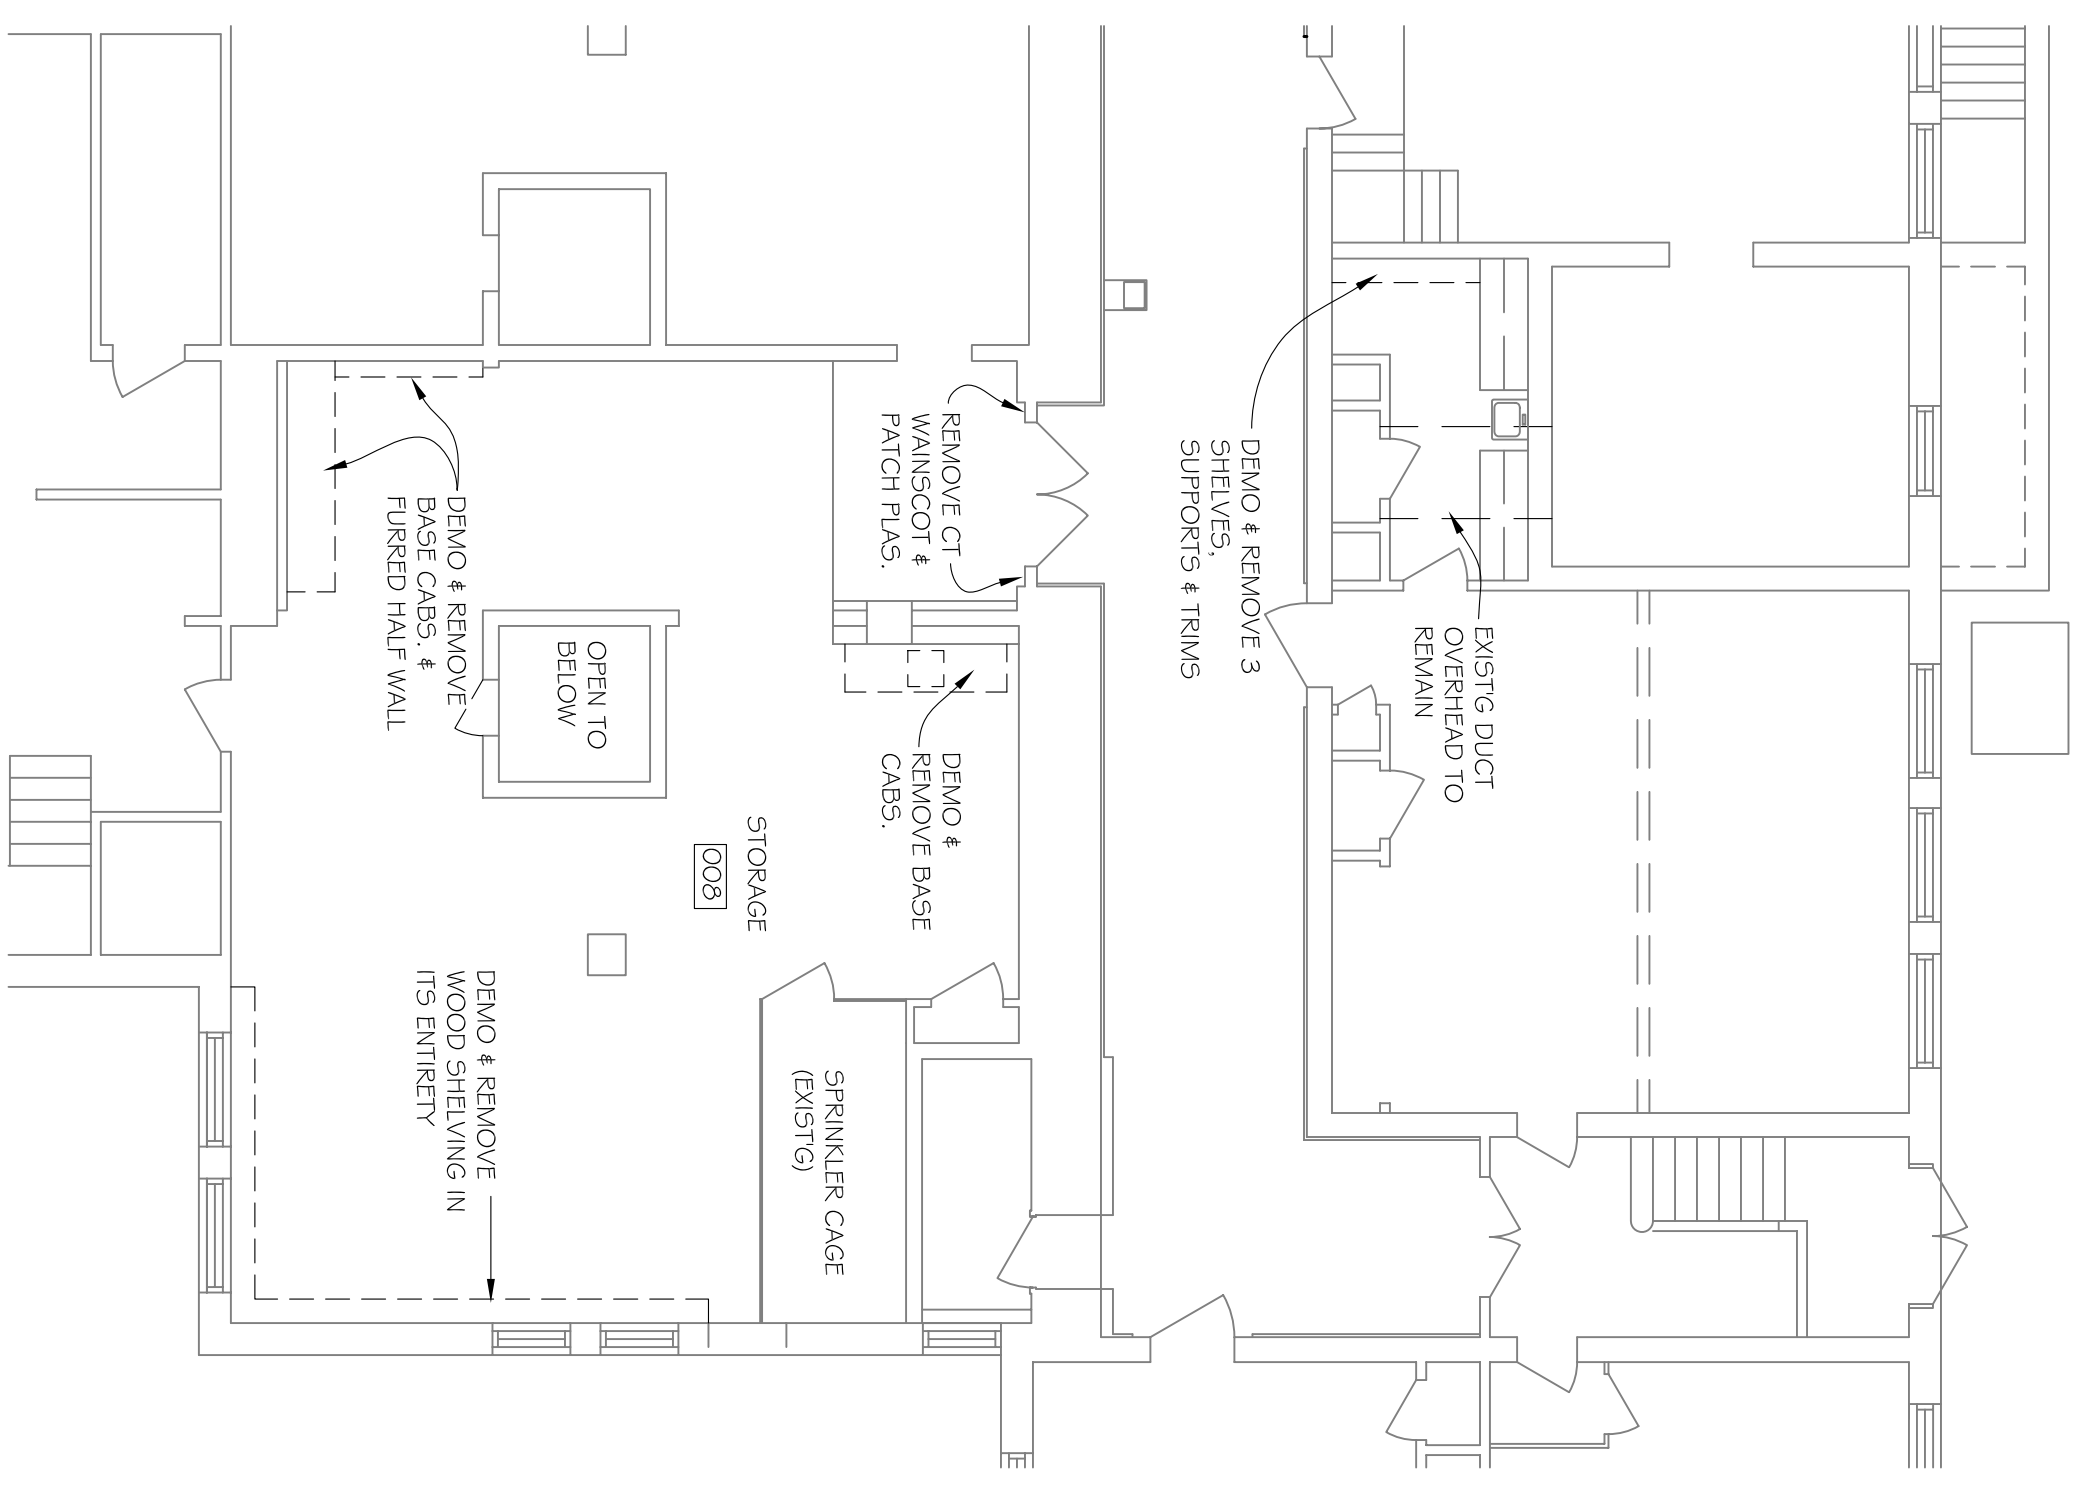 DEMO & REMOVE 3
SHELVES,
SUPPORTS & TRIMS
EXIST'G DUCT
OVERHEAD TO
REMAIN
REMOVE CT
WAINSCOT &
PATCH PLAS.
DEMO &
REMOVE BASE
CABS.
DEMO & REMOVE
BASE CABS. &
FURRED HALF WALL
OPEN TO
BELOW
STORAGE
008
SPRINKLER CAGE
(EXIST'G)
DEMO & REMOVE
WOOD SHELVING IN
ITS ENTIRETY